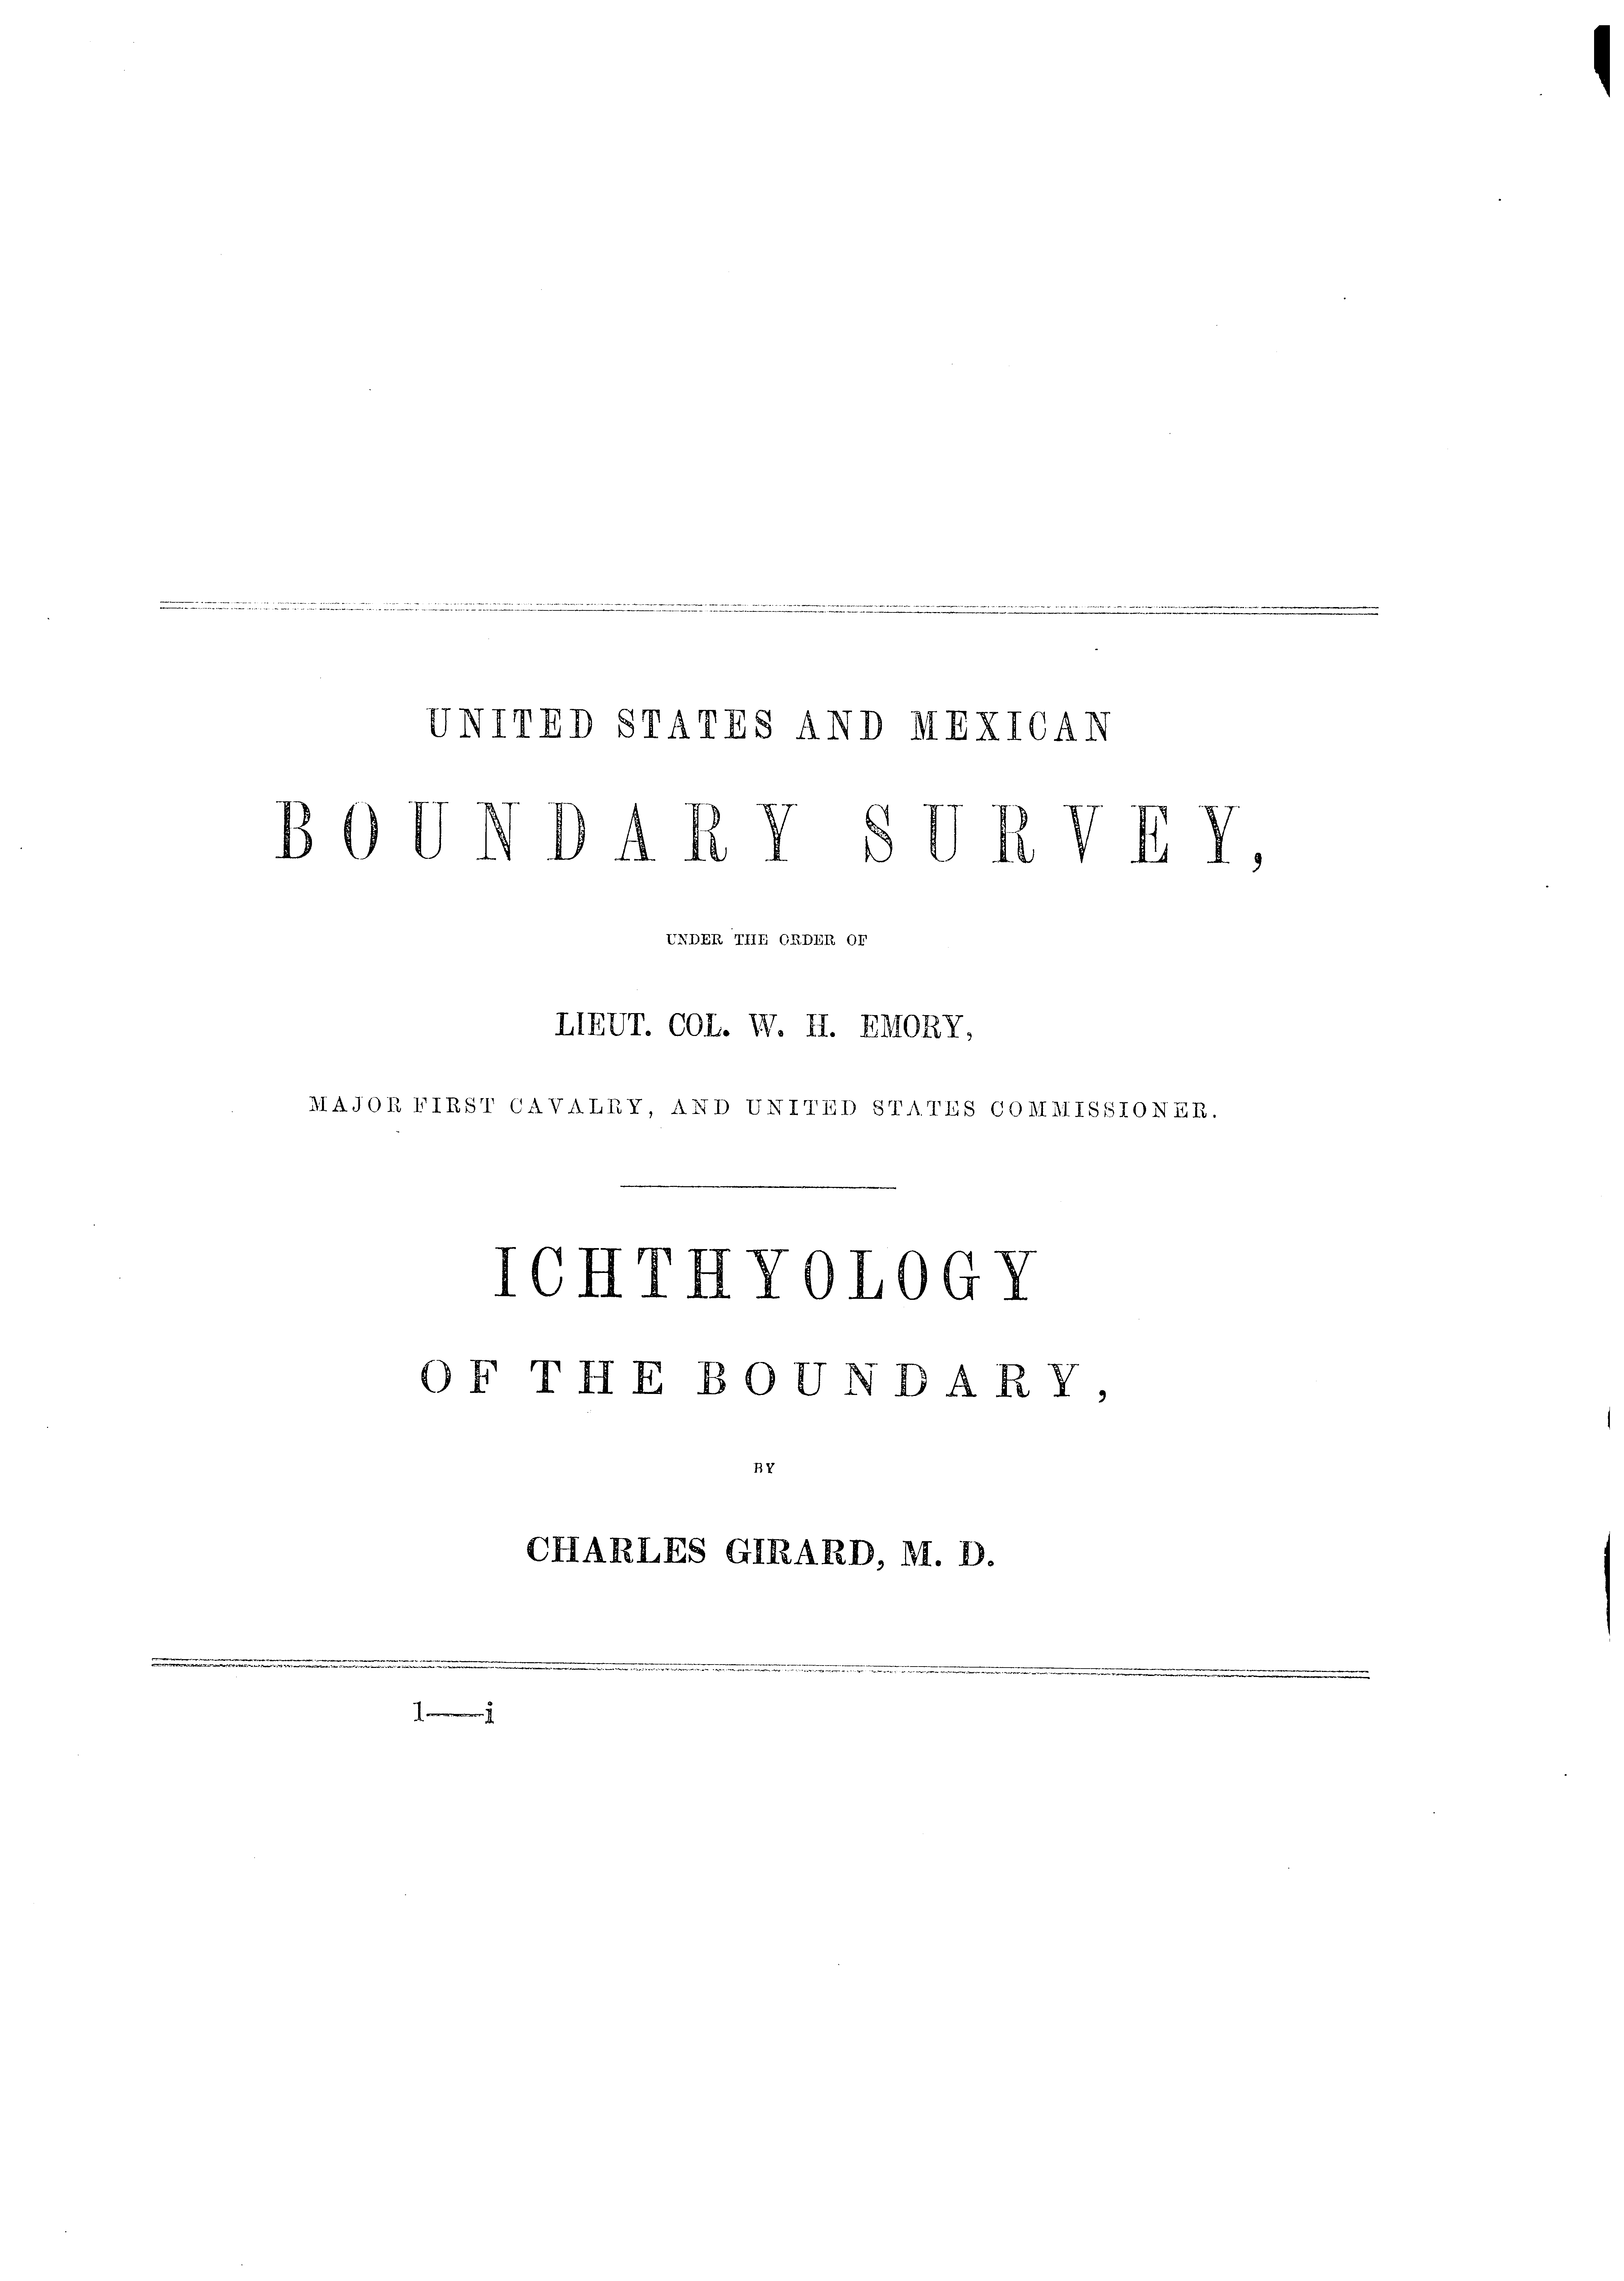 UNITED STATES AND MEXICAN
BOUNDARY SURVEY,
UNDER THE ORDER OF
LIEUT. COL. W. H. EMORY,
MAJOR FIRST CAVALRY, AND UNITED STATES COMMISSIONER.
ICHTHYOLOGY
OF THE BOUNDARY,
BY
CHARLES GIRARD, M. D.
1——i